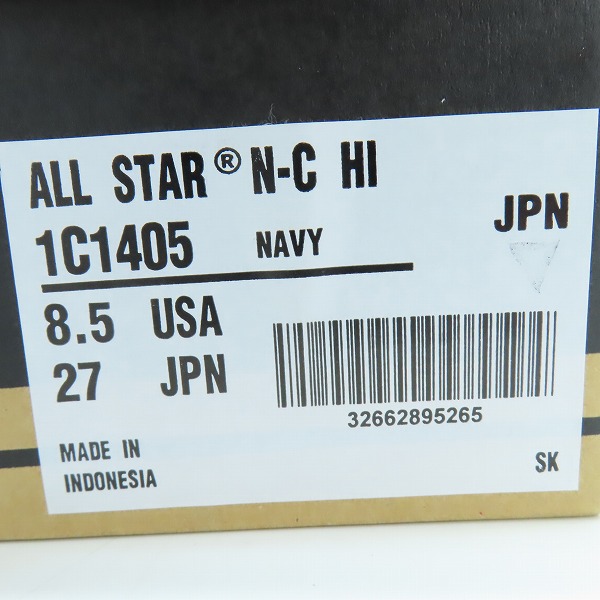 ALL STAR® N-C HI
1C1405 NAVY
JPN
8.5 USA
27 JPN
32662895265
MADE IN
INDONESIA
SK